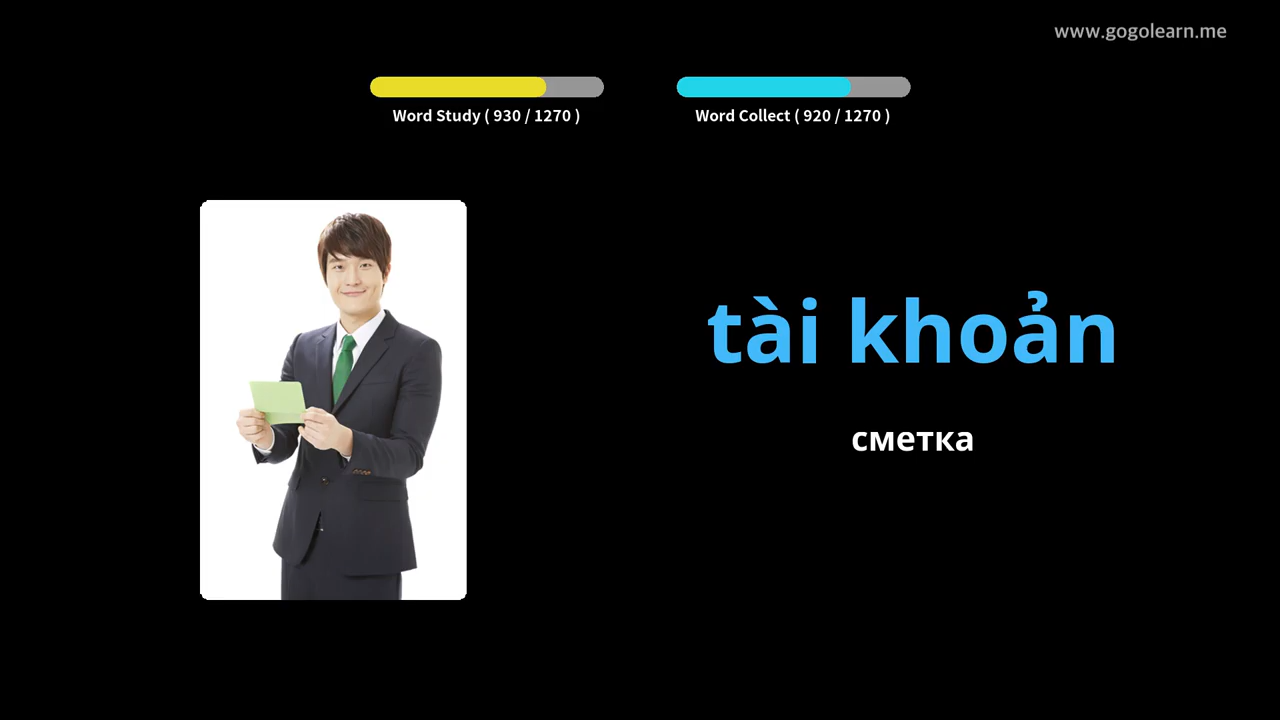 www.gogolearn.me
Word Study ( 930 / 1270 )
Word Collect ( 920 / 1270 )
tài khoản
сметка